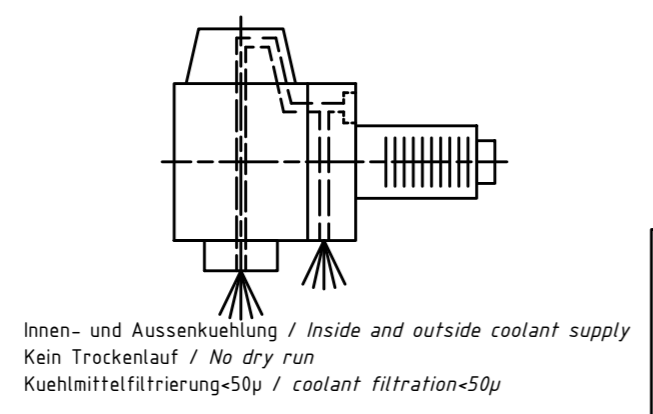 Innen- und Aussenkuehlung / Inside and outside coolant supply
Kein Trockenlauf / No dry run
Kuehlmittelfiltrierung<50µ / coolant filtration<50µ